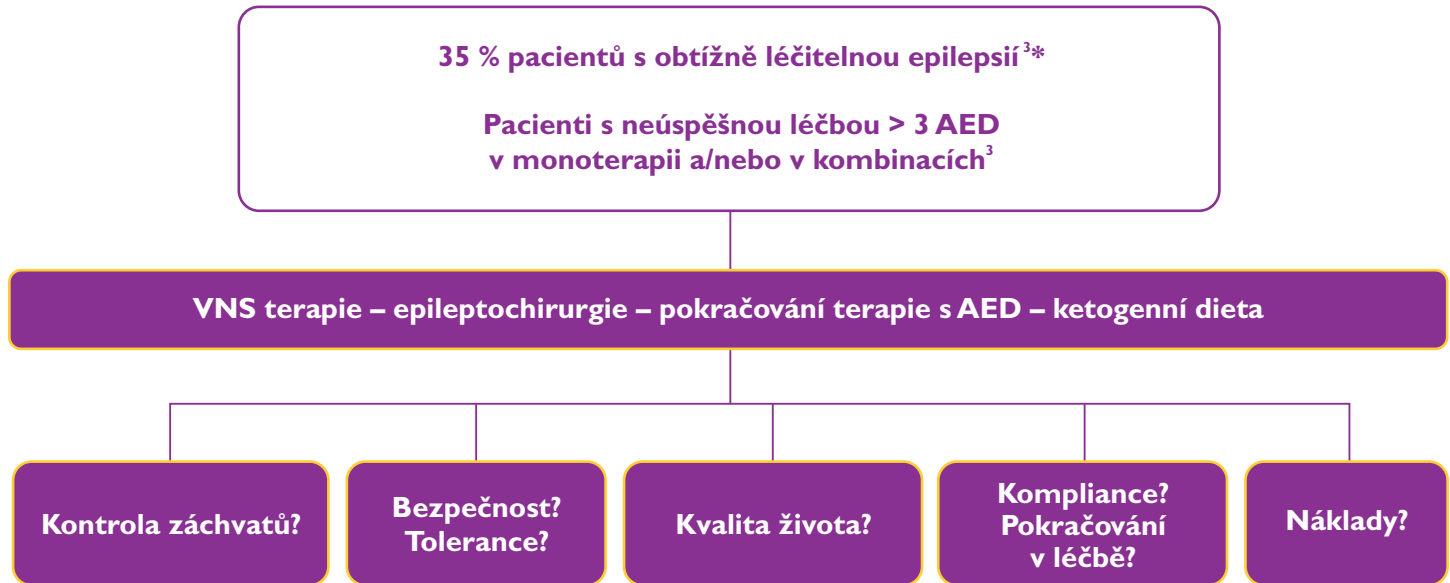 35 % pacientů s obtížně léčitelnou epilepsií³*
Pacienti s neúspěšnou léčbou > 3 AED
v monoterapii a/nebo v kombinacích³
VNS terapie – epileptochirurgie – pokračování terapie s AED – ketogenní dieta
Kontrola záchvatů?
Bezpečnost?
Tolerance?
Kvalita života?
Kompliance?
Pokračování
v léčbě?
Náklady?